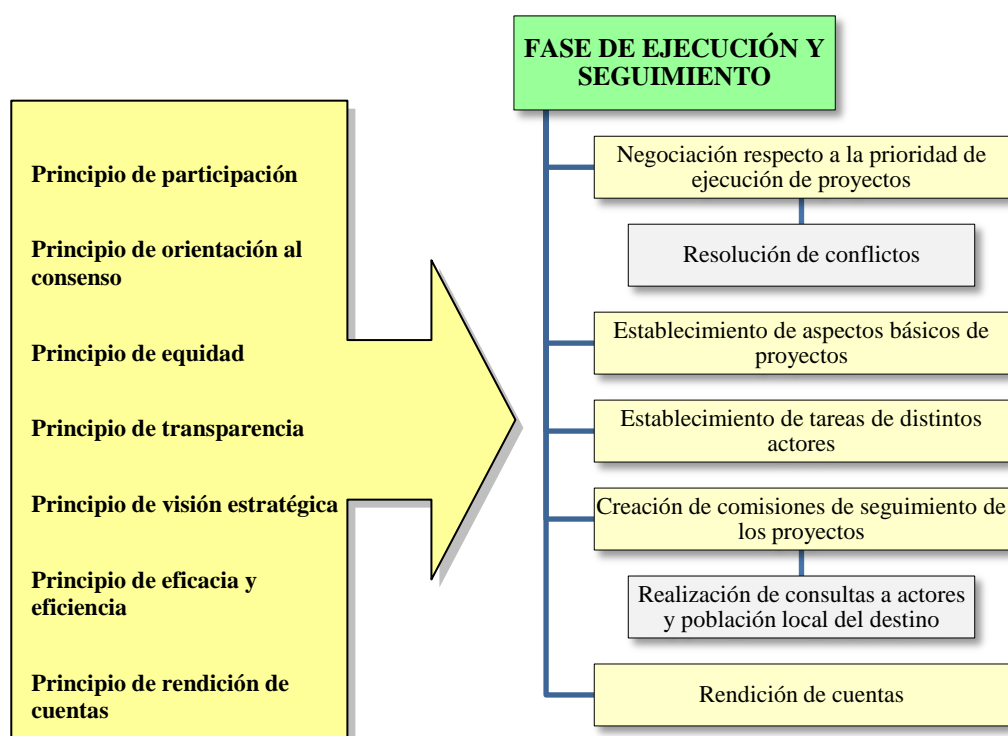 Principio de participación
Principio de orientación al
consenso
Principio de equidad
Principio de transparencia
Principio de visión estratégica
Principio de eficacia y
eficiencia
Principio de rendición de
cuentas
FASE DE EJECUCIÓN Y
SEGUIMIENTO
Negociación respecto a la prioridad de
ejecución de proyectos
Resolución de conflictos
Establecimiento de aspectos básicos de
proyectos
Establecimiento de tareas de distintos
actores
Creación de comisiones de seguimiento de
los proyectos
Realización de consultas a actores
y población local del destino
Rendición de cuentas